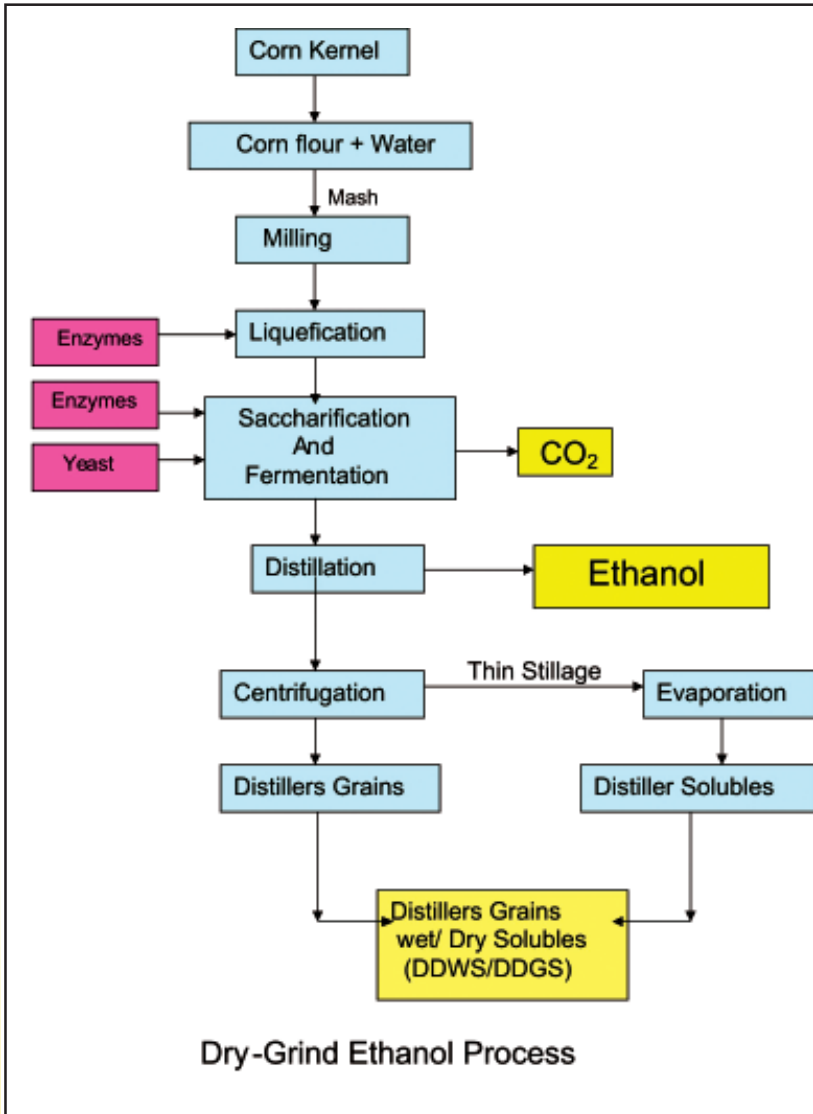 Corn Kernel
Corn flour + Water
Mash
Milling
Enzymes
Liquefication
Enzymes
Yeast
Saccharification
And
Fermentation
CO₂
Distillation
Ethanol
Centrifugation
Thin Stillage
Evaporation
Distillers Grains
Distiller Solubles
Distillers Grains
wet/ Dry Solubles
(DDWS/DDGS)
Dry-Grind Ethanol Process